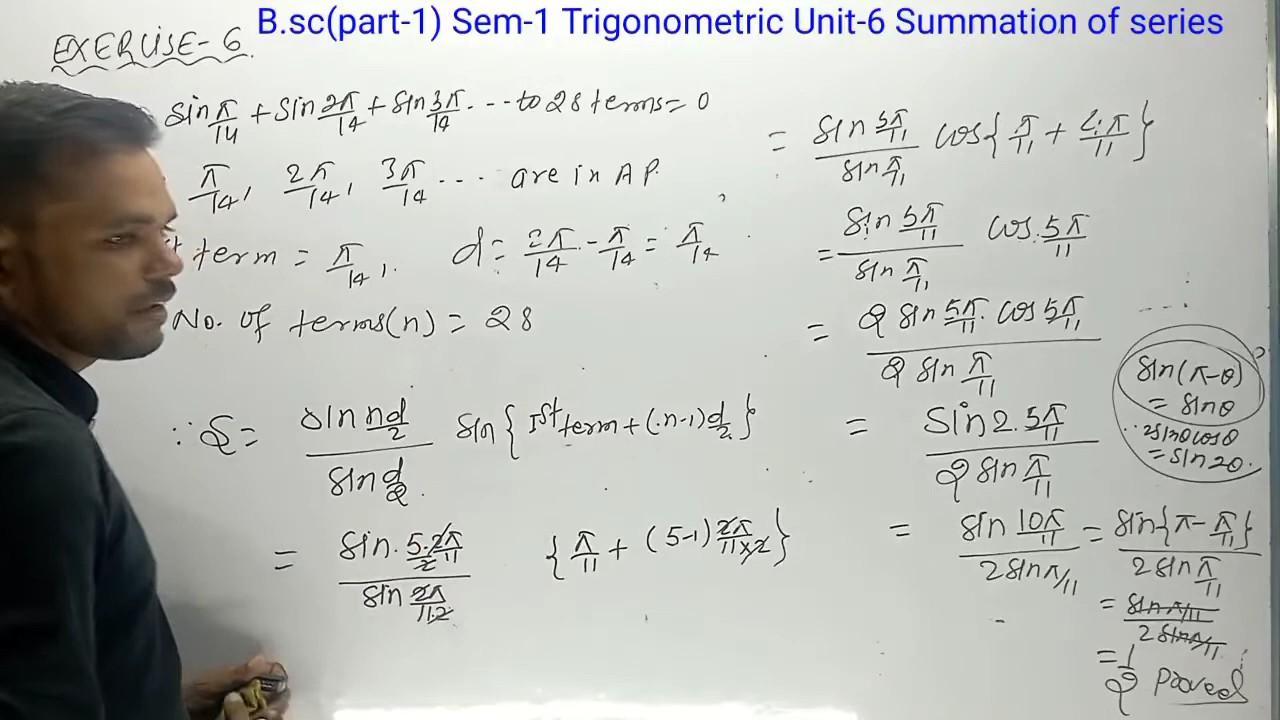 B.sc(part-1) Sem-1 Trigonometric Unit-6 Summation of series
EXERCISE-6
sin π/14 + sin 2π/14 + sin 3π/14 ... to 28 terms = 0
π/14, 2π/14, 3π/14 ... are in A.P.
term = π/14, d = 2π/14 - π/14 = π/14
No. of terms(n) = 28
∵ S = sin nd/2 / sin d/2 sin{Ist term + (n-1) d/2}
= sin 5·2π/2·11 / sin 2π/11·2 {π/11 + (5-1) 2π/11×2}
= sin 5π/11 / sin π/11 cos{π/11 + 4π/11}
= sin 5π/11 / sin π/11 cos 5π/11
= 2 sin 5π/11 · cos 5π/11 / 2 sin π/11
= sin 2·5π/11 / 2 sin π/11
= sin 10π/11 / 2 sin π/11 = sin{π - π/11} / 2 sin π/11
= sin π/11 / 2 sin π/11
= 1/2 Proved
sin(π-θ)
= sinθ
∵ 2sinθcosθ
= sin2θ